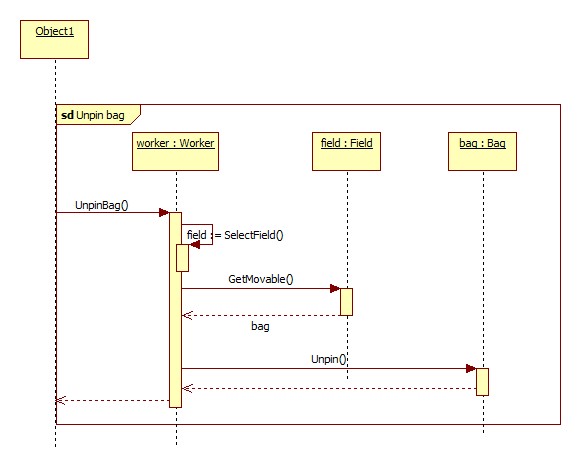 Object1
sd Unpin bag
worker : Worker
field : Field
bag : Bag
UnpinBag()
field := SelectField()
GetMovable()
bag
Unpin()